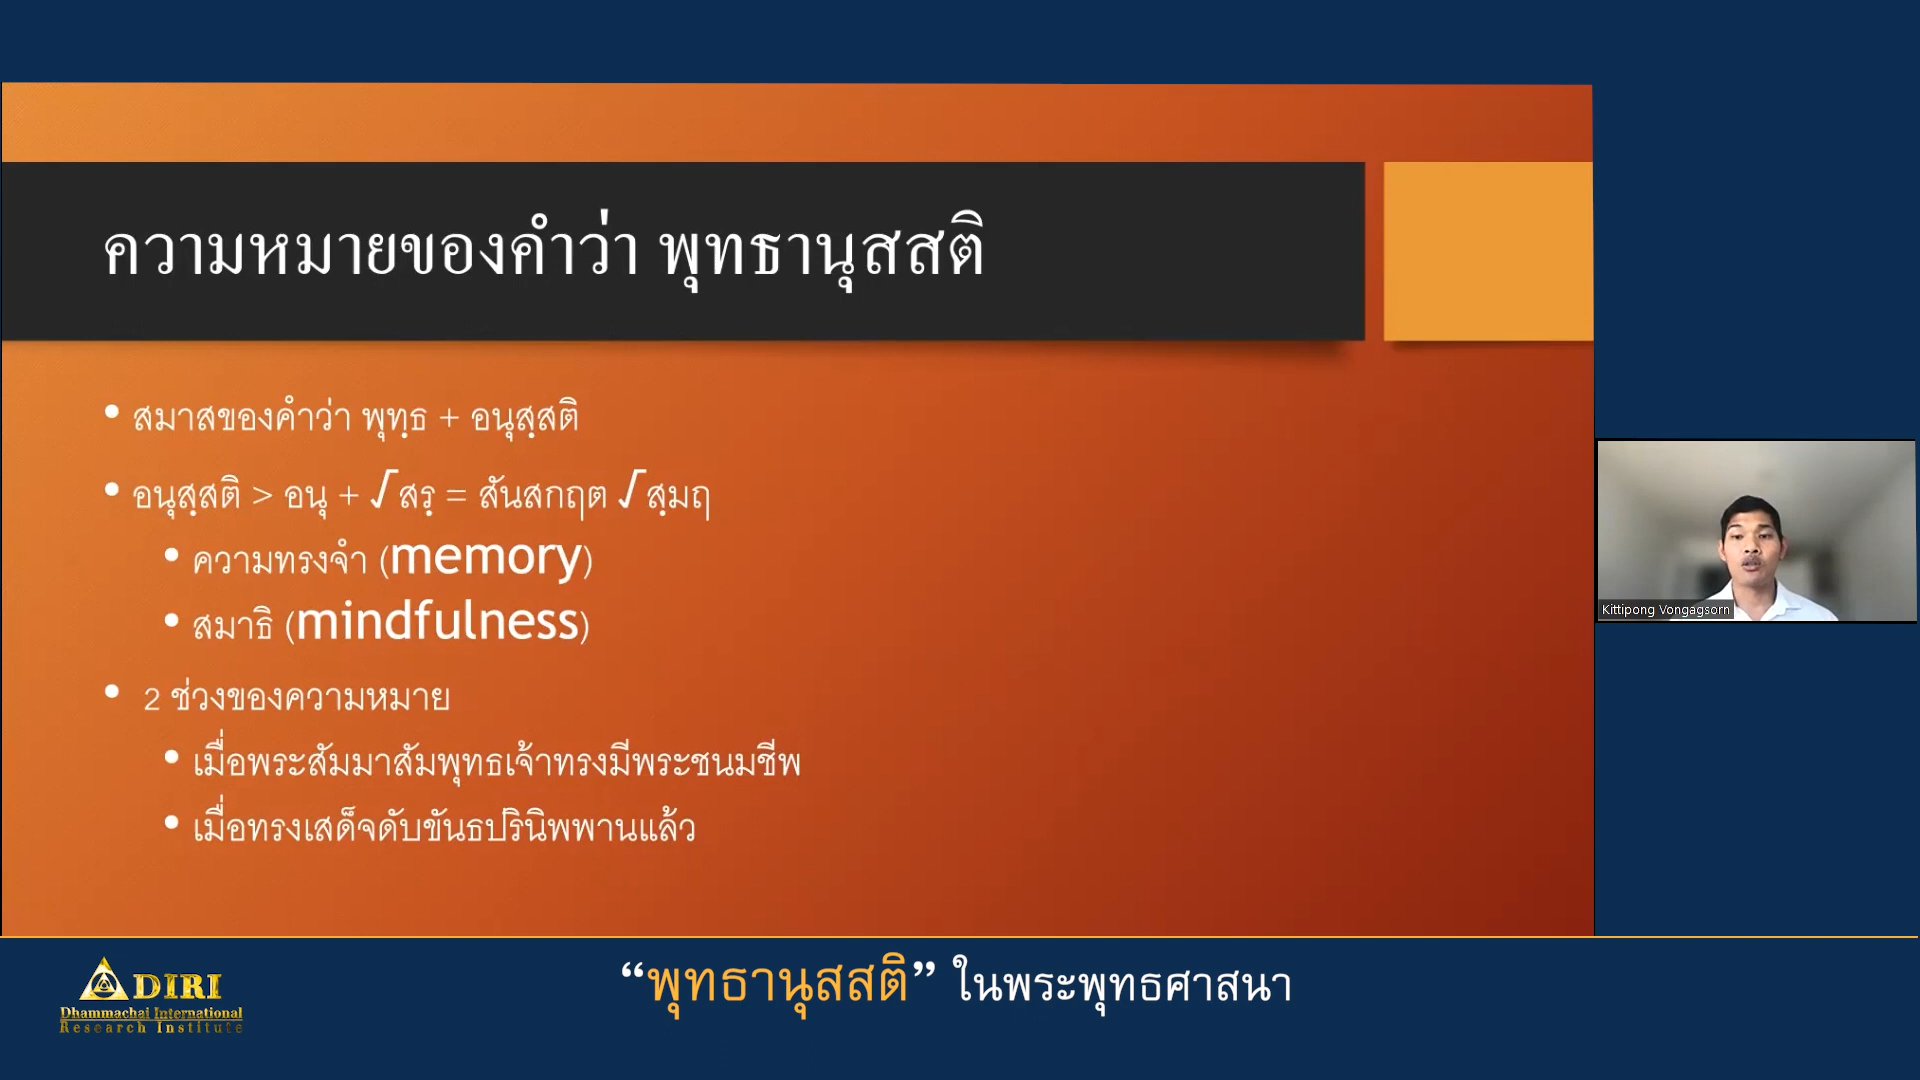 ความหมายของคำว่า พุทธานุสสติ
• สมาสของคำว่า พุทฺธ + อนุสฺสติ
• อนุสฺสติ > อนุ + √สรฺ = สันสกฤต √สฺมฤ
• ความทรงจำ (memory)
• สมาธิ (mindfulness)
• 2 ช่วงของความหมาย
• เมื่อพระสัมมาสัมพุทธเจ้าทรงมีพระชนมชีพ
• เมื่อทรงเสด็จดับขันธปรินิพพานแล้ว
Kittipong Vongagsorn
DIRI
Dhammachai International
Research Institute
“พุทธานุสสติ” ในพระพุทธศาสนา